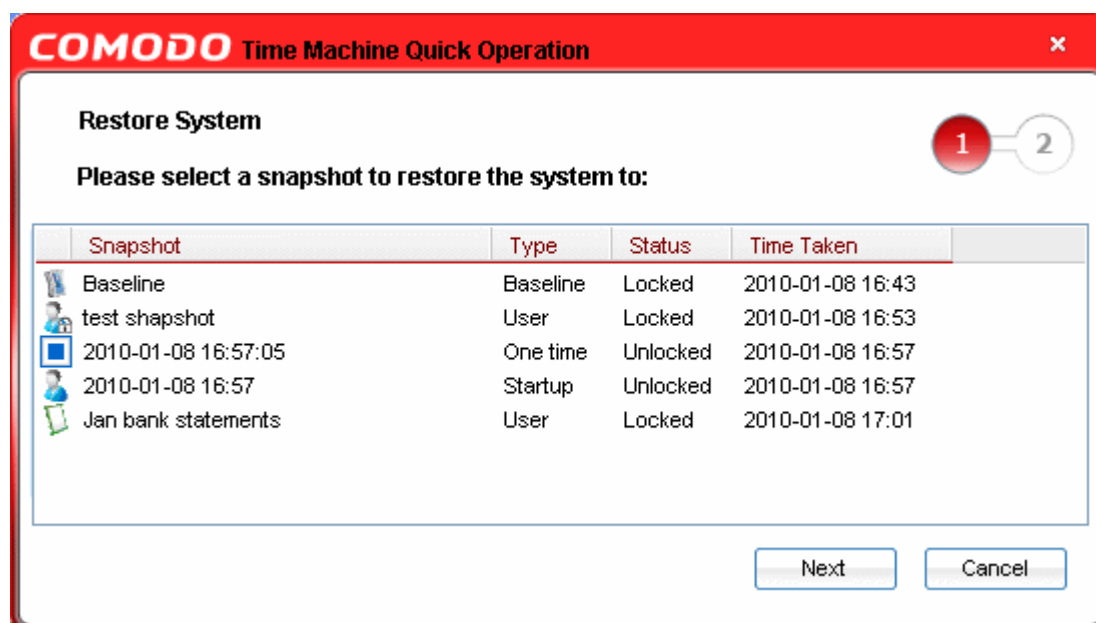 COMODO Time Machine Quick Operation
Restore System
1 2
Please select a snapshot to restore the system to:
Snapshot Type Status Time Taken
Baseline Baseline Locked 2010-01-08 16:43
test shapshot User Locked 2010-01-08 16:53
2010-01-08 16:57:05 One time Unlocked 2010-01-08 16:57
2010-01-08 16:57 Startup Unlocked 2010-01-08 16:57
Jan bank statements User Locked 2010-01-08 17:01
Next Cancel